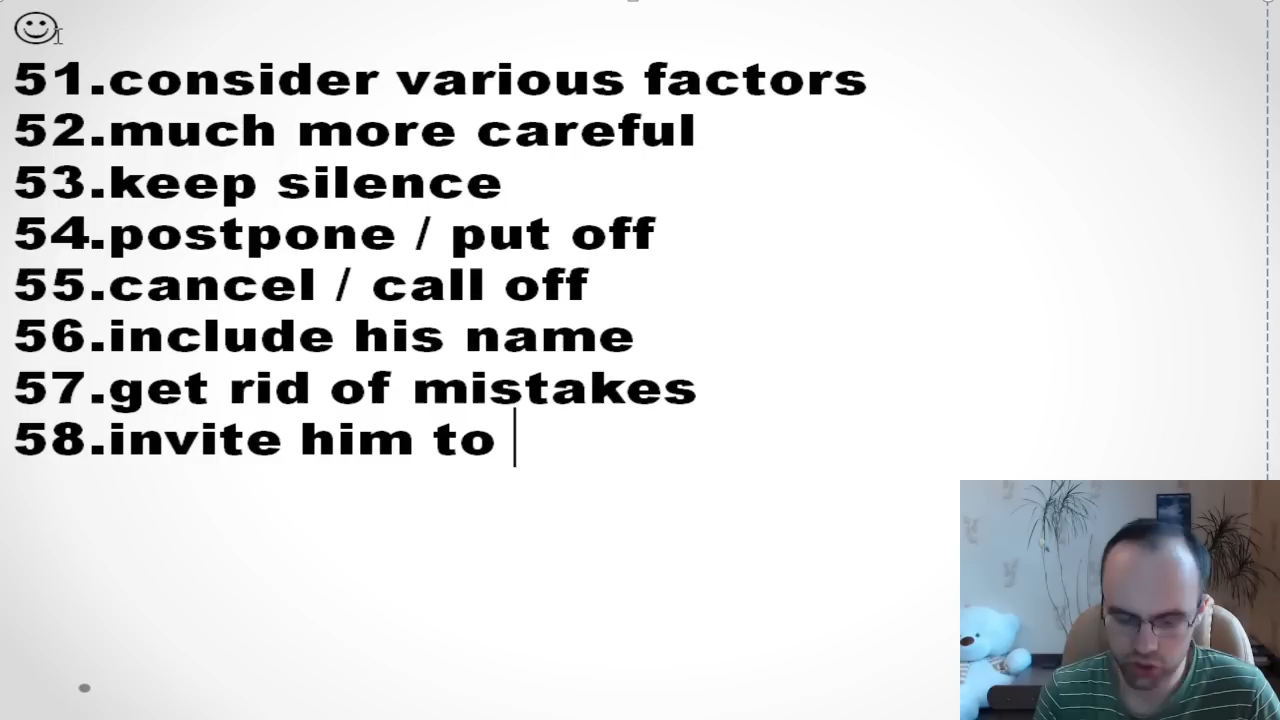 51.consider various factors
52.much more careful
53.keep silence
54.postpone / put off
55.cancel / call off
56.include his name
57.get rid of mistakes
58.invite him to